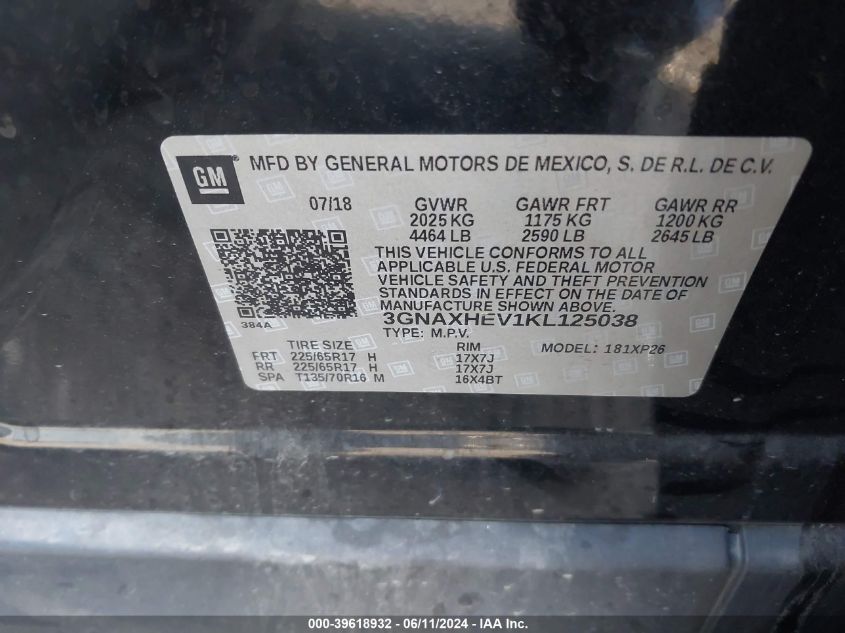 GM ® MFD BY GENERAL MOTORS DE MEXICO, S. DE R.L. DE C.V.
07/18 GVWR GAWR FRT GAWR RR
2025 KG 1175 KG 1200 KG
4464 LB 2590 LB 2645 LB
THIS VEHICLE CONFORMS TO ALL
APPLICABLE U.S. FEDERAL MOTOR
VEHICLE SAFETY AND THEFT PREVENTION
STANDARDS IN EFFECT ON THE DATE OF
MANUFACTURE SHOWN ABOVE.
384A 3GNAXHEV1KL125038
TYPE: M.P.V.
TIRE SIZE RIM MODEL: 181XP26
FRT 225/65R17 H 17X7J
RR 225/65R17 H 17X7J
SPA T135/70R16 M 16X4BT
000-39618932 - 06/11/2024 - IAAI Inc.